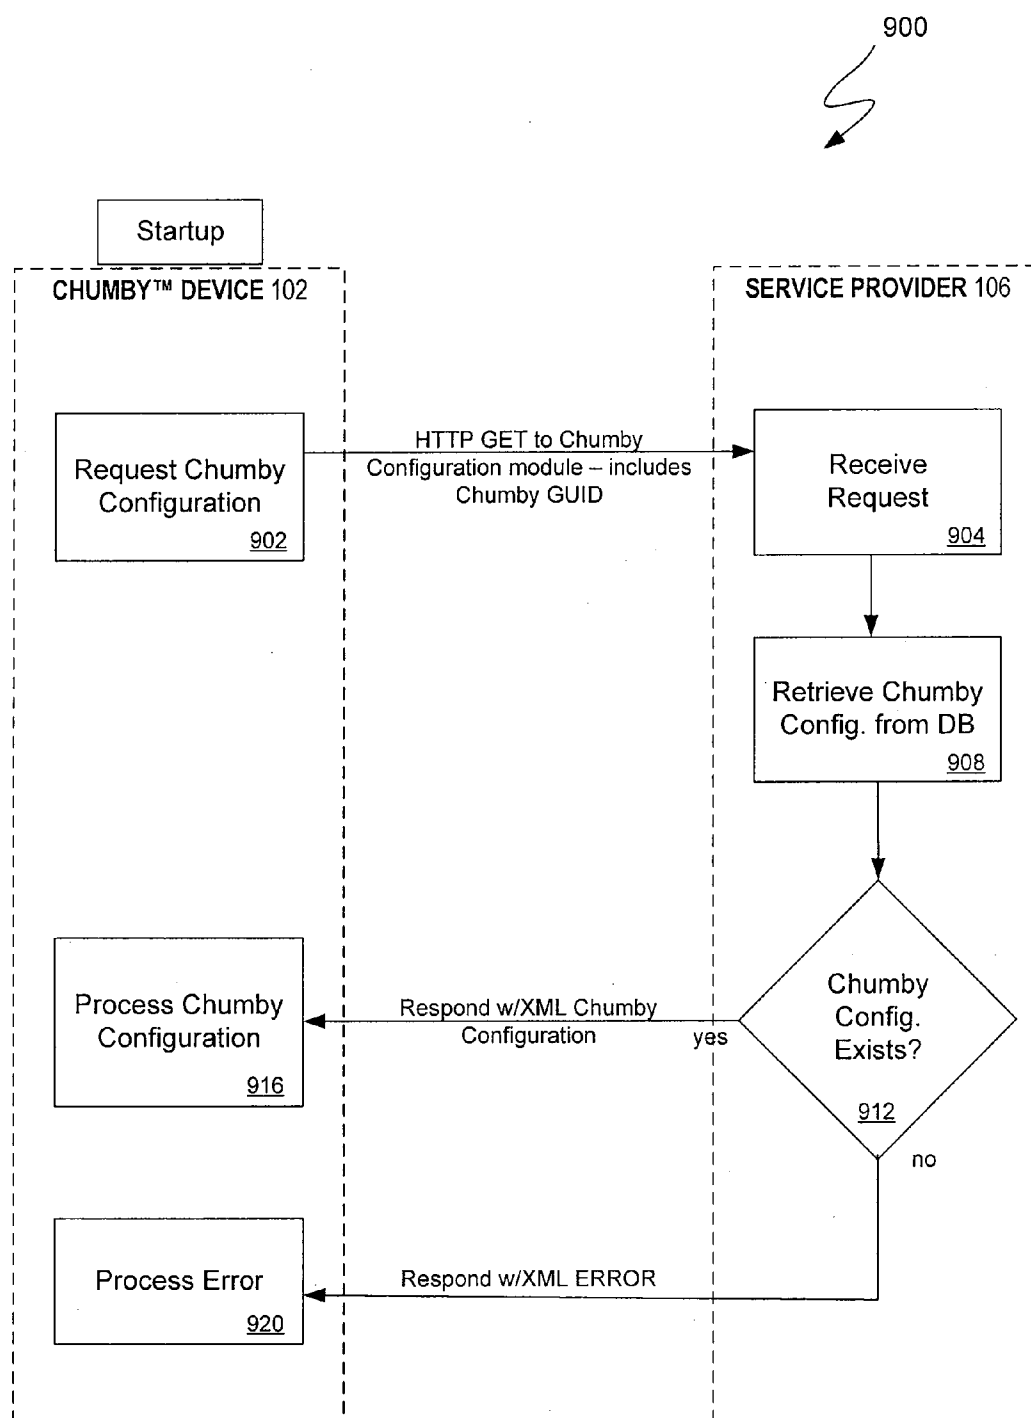 900
Startup
CHUMBY™ DEVICE 102
SERVICE PROVIDER 106
Request Chumby
Configuration
902
HTTP GET to Chumby
Configuration module – includes
Chumby GUID
Receive
Request
904
Retrieve Chumby
Config. from DB
908
Chumby
Config.
Exists?
912
yes
Respond w/XML Chumby
Configuration
Process Chumby
Configuration
916
no
Respond w/XML ERROR
Process Error
920